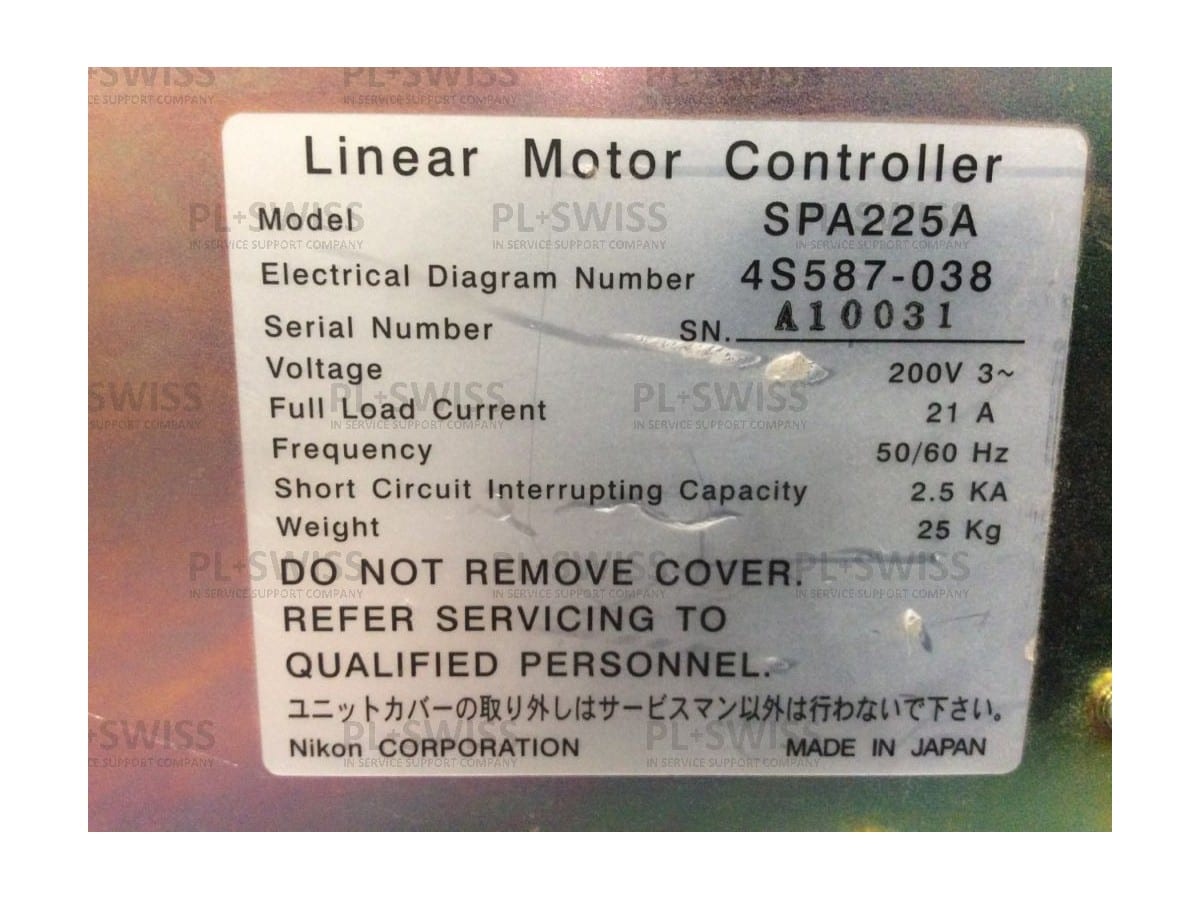 Linear Motor Controller
Model SPA225A
Electrical Diagram Number 4S587-038
Serial Number SN. A10031
Voltage 200V 3~
Full Load Current 21 A
Frequency 50/60 Hz
Short Circuit Interrupting Capacity 2.5 KA
Weight 25 Kg
DO NOT REMOVE COVER.
REFER SERVICING TO
QUALIFIED PERSONNEL.
ユニットカバーの取り外しはサービスマン以外は行わないで下さい。
Nikon CORPORATION MADE IN JAPAN
PL+SWISS
IN SERVICE SUPPORT COMPANY